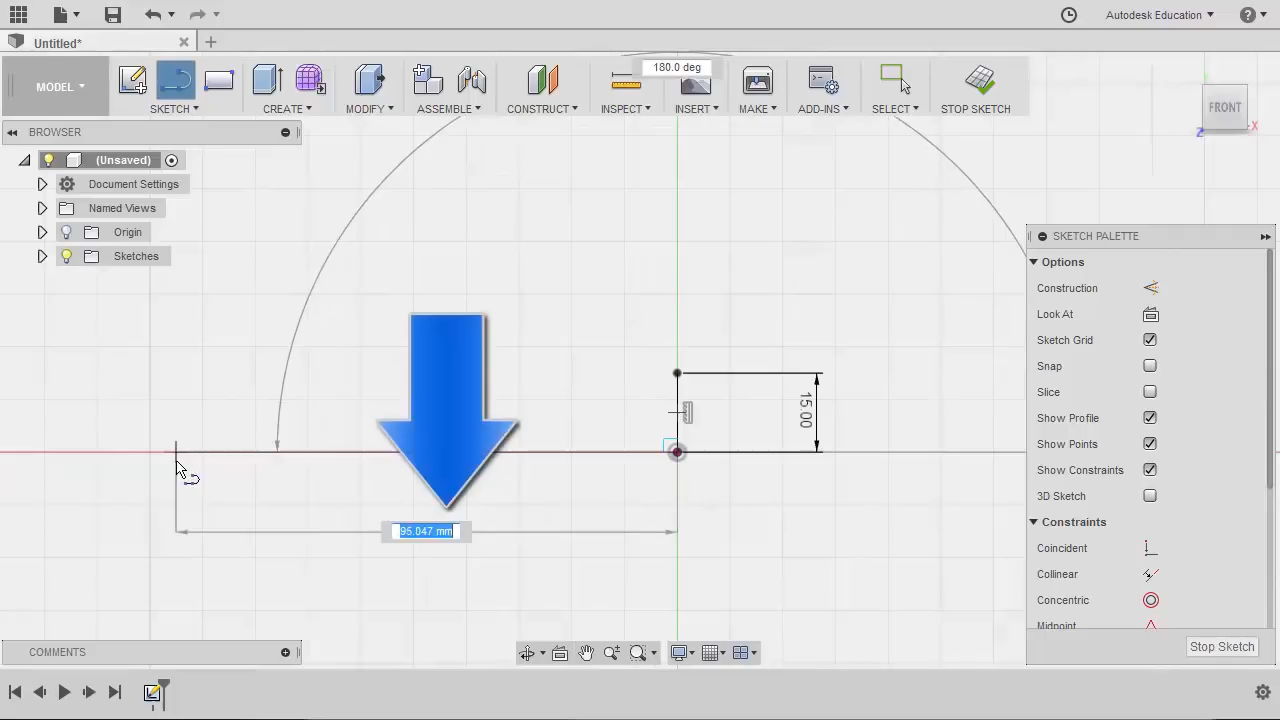 Autodesk Education
Untitled*
180.0 deg
MODEL
SKETCH
CREATE
MODIFY
ASSEMBLE
CONSTRUCT
INSPECT
INSERT
MAKE
ADD-INS
SELECT
STOP SKETCH
FRONT
X
Z
BROWSER
(Unsaved)
Document Settings
Named Views
Origin
Sketches
SKETCH PALETTE
Options
Construction
Look At
Sketch Grid
Snap
Slice
Show Profile
Show Points
Show Constraints
3D Sketch
Constraints
Coincident
Collinear
Concentric
Midpoint
Stop Sketch
15.00
95.047 mm
COMMENTS